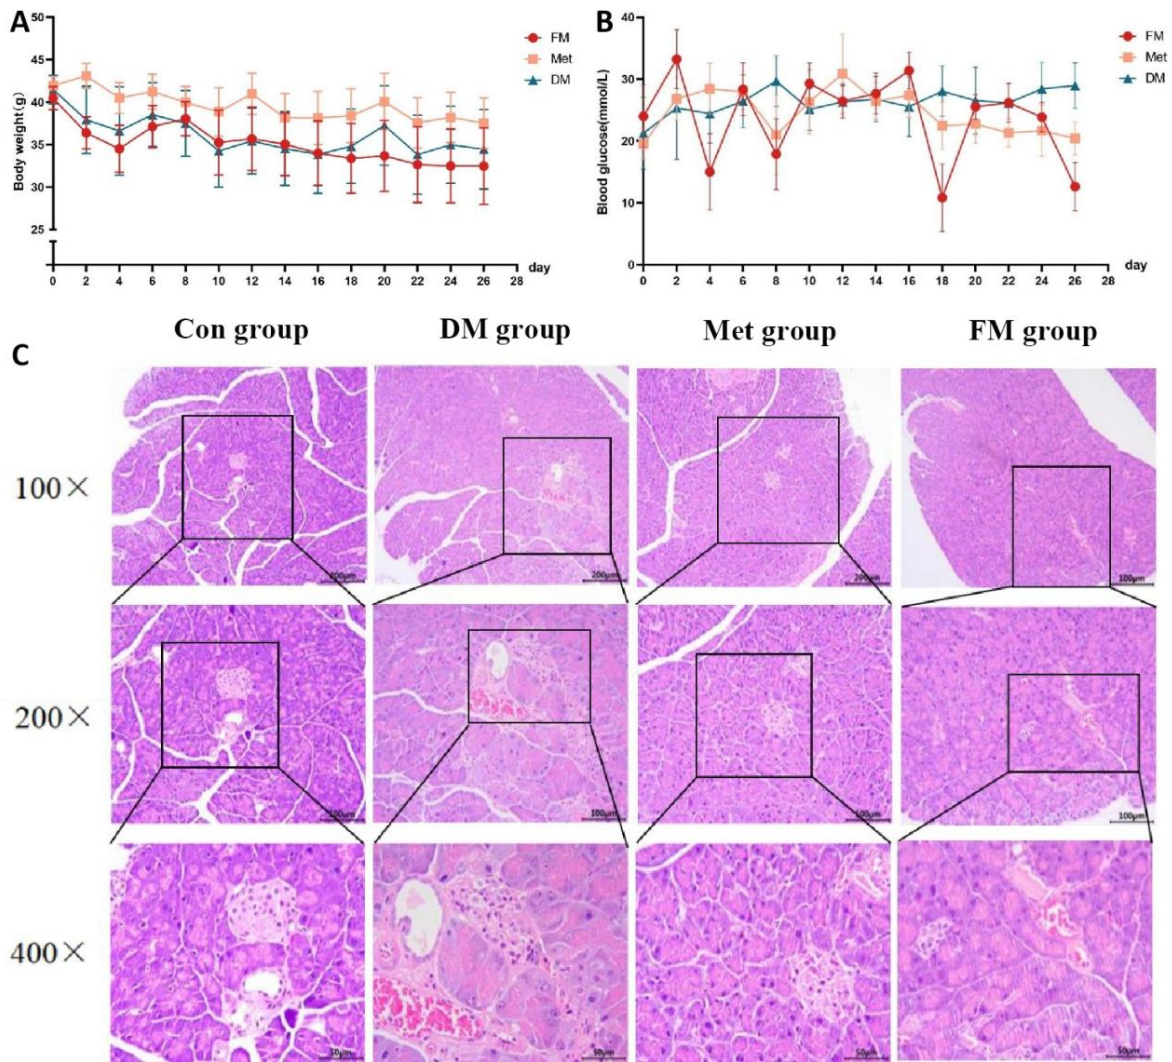 A
Body weight(g)
50
45
40
35
30
25
0 2 4 6 8 10 12 14 16 18 20 22 24 26 28
day
FM
Met
DM
B
Blood glucose(mmol/L)
40
30
20
10
0
0 2 4 6 8 10 12 14 16 18 20 22 24 26 28
day
FM
Met
DM
C
Con group DM group Met group FM group
100×
200μm 200μm 200μm 100μm
200×
100μm 100μm 100μm 100μm
400×
50μm 50μm 50μm 50μm